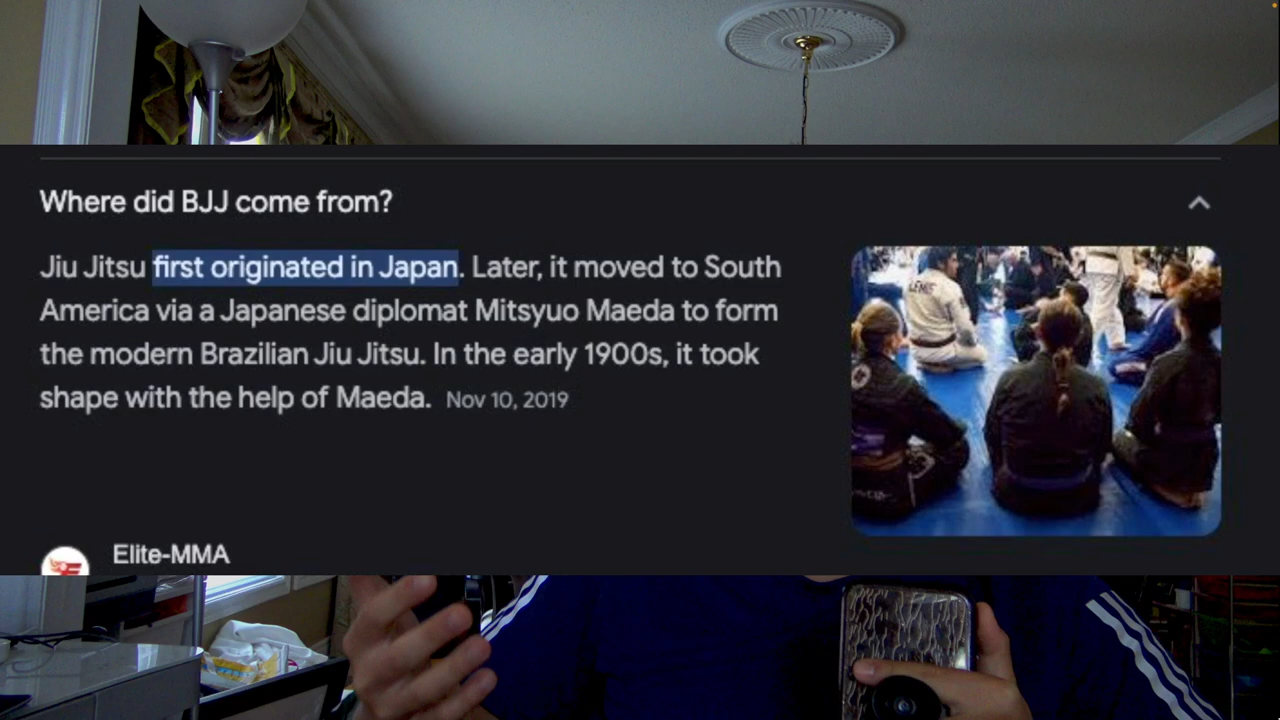 Where did BJJ come from?
Jiu Jitsu first originated in Japan. Later, it moved to South
America via a Japanese diplomat Mitsyuo Maeda to form
the modern Brazilian Jiu Jitsu. In the early 1900s, it took
shape with the help of Maeda. Nov 10, 2019
Elite-MMA